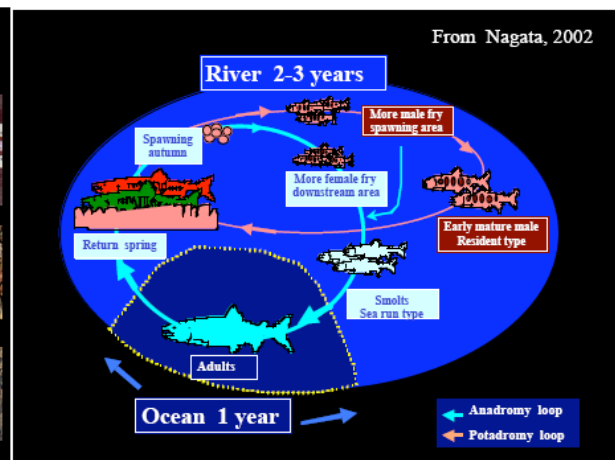 From Nagata, 2002
River 2-3 years
Spawning
autumn
More male fry
spawning area
More female fry
downstream area
Early mature male
Resident type
Return spring
Smolts
Sea run type
Adults
Ocean 1 year
Anadromy loop
Potadromy loop